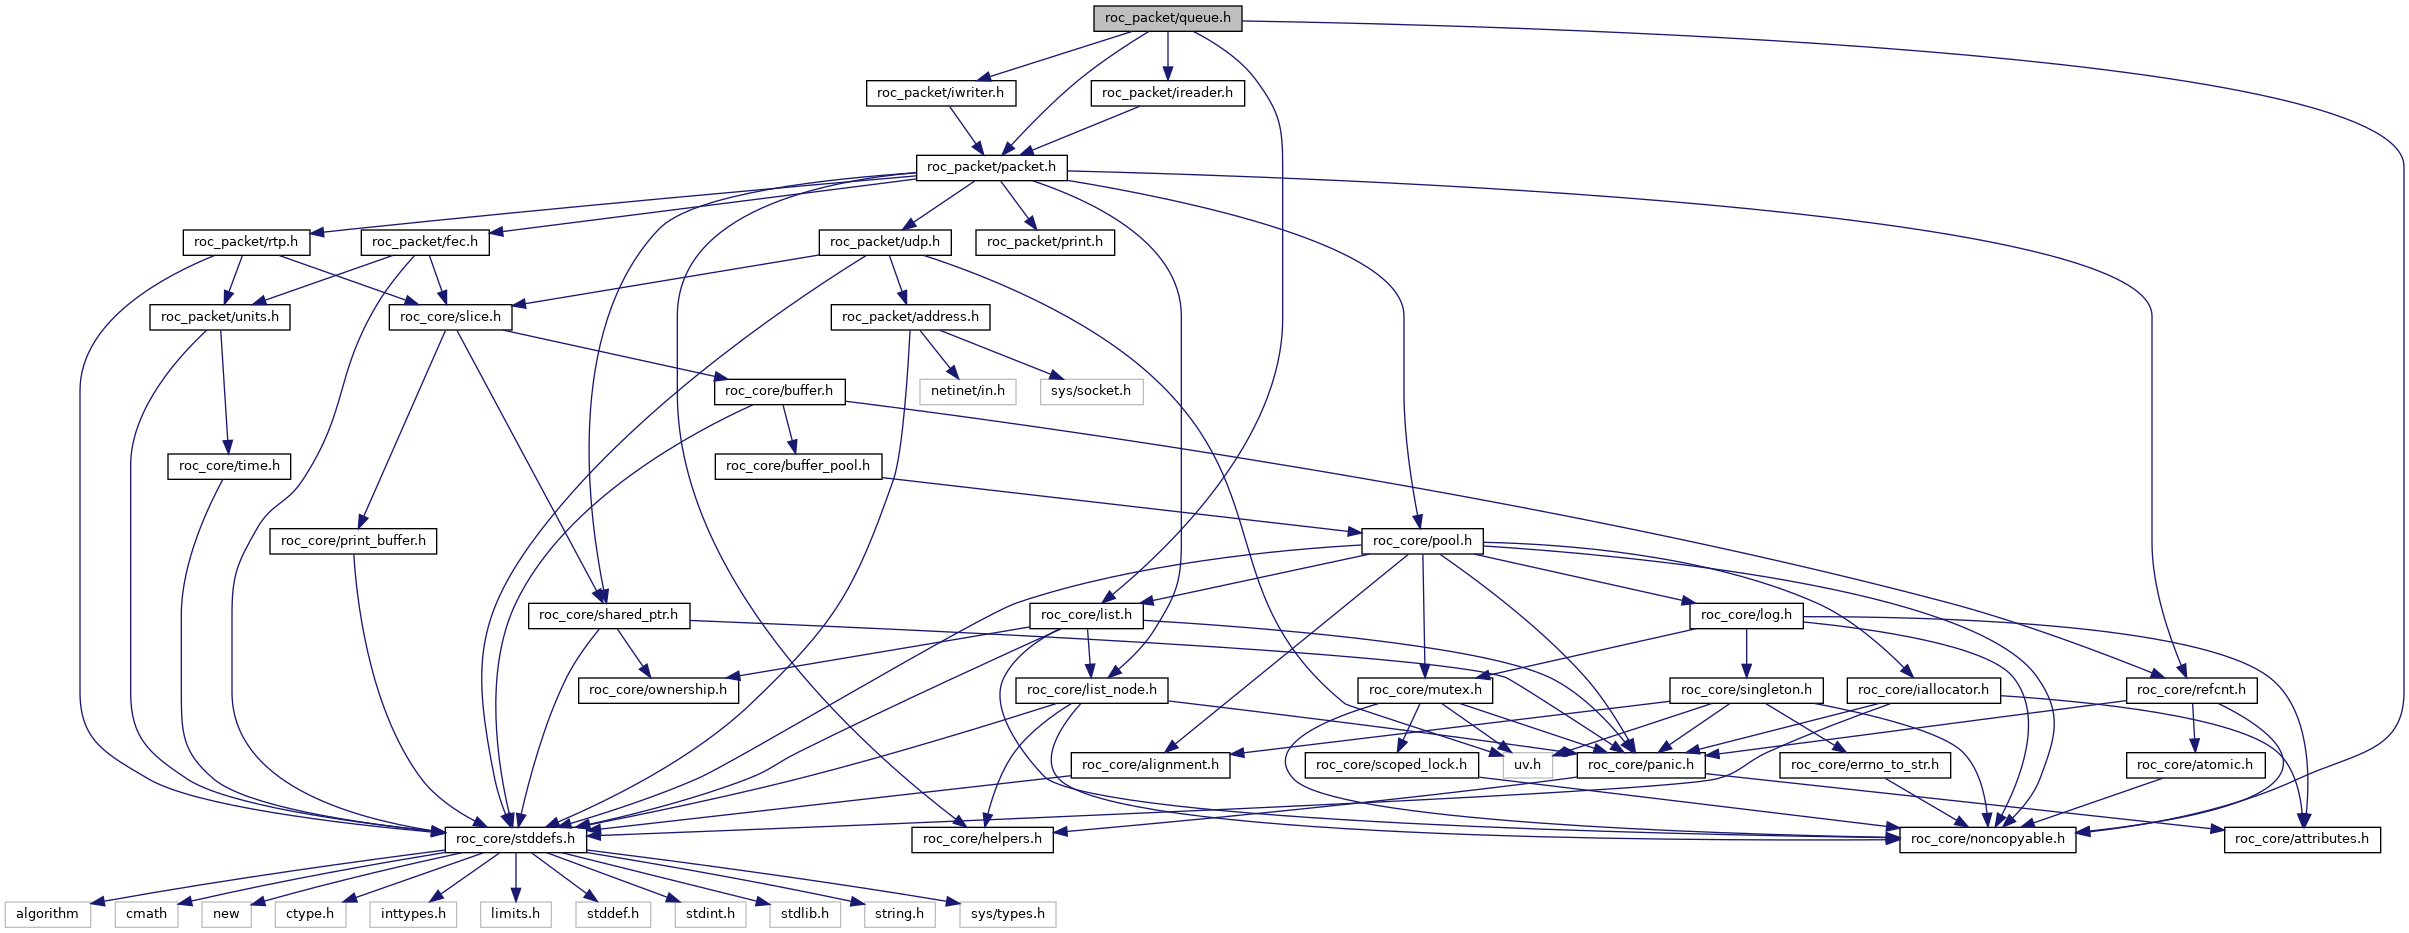 roc_packet/queue.h
roc_packet/iwriter.h
roc_packet/ireader.h
roc_packet/packet.h
roc_packet/rtp.h
roc_packet/fec.h
roc_packet/udp.h
roc_packet/print.h
roc_packet/units.h
roc_core/slice.h
roc_packet/address.h
roc_core/buffer.h
netinet/in.h
sys/socket.h
roc_core/time.h
roc_core/buffer_pool.h
roc_core/print_buffer.h
roc_core/pool.h
roc_core/shared_ptr.h
roc_core/list.h
roc_core/log.h
roc_core/ownership.h
roc_core/list_node.h
roc_core/mutex.h
roc_core/singleton.h
roc_core/iallocator.h
roc_core/refcnt.h
roc_core/alignment.h
roc_core/scoped_lock.h
uv.h
roc_core/panic.h
roc_core/errno_to_str.h
roc_core/atomic.h
roc_core/stddefs.h
roc_core/helpers.h
roc_core/noncopyable.h
roc_core/attributes.h
algorithm
cmath
new
ctype.h
inttypes.h
limits.h
stddef.h
stdint.h
stdlib.h
string.h
sys/types.h